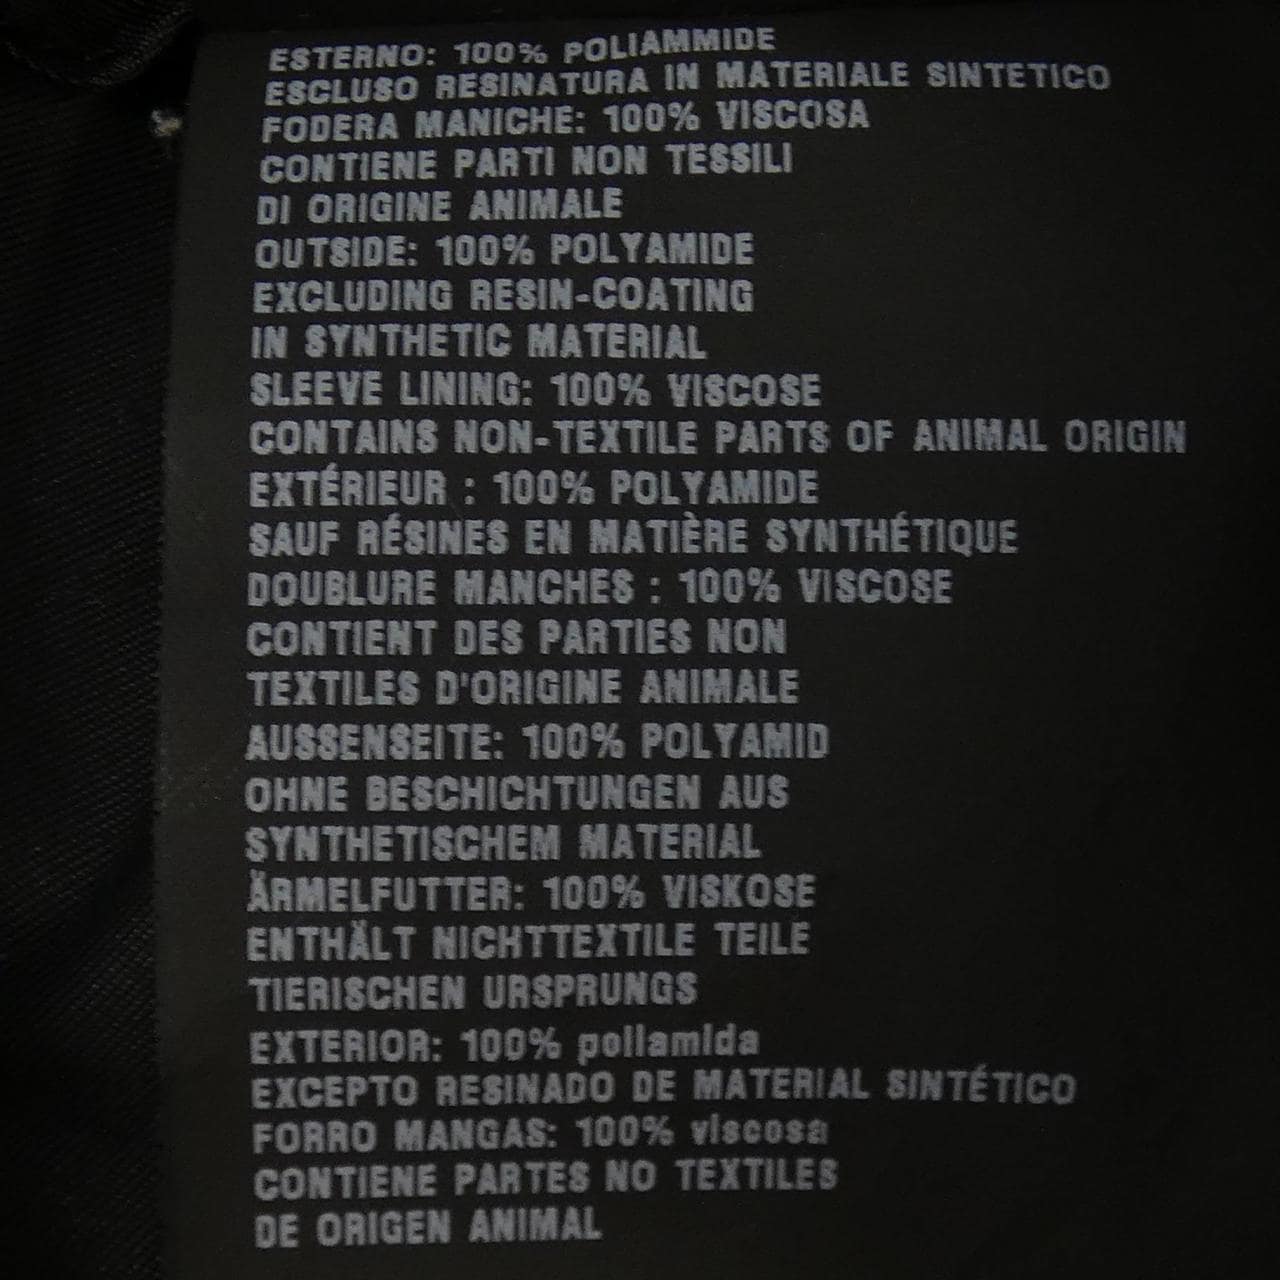 ESTERNO: 100% POLIAMMIDE
ESCLUSO RESINATURA IN MATERIALE SINTETICO
FODERA MANICHE: 100% VISCOSA
CONTIENE PARTI NON TESSILI
DI ORIGINE ANIMALE
OUTSIDE: 100% POLYAMIDE
EXCLUDING RESIN-COATING
IN SYNTHETIC MATERIAL
SLEEVE LINING: 100% VISCOSE
CONTAINS NON-TEXTILE PARTS OF ANIMAL ORIGIN
EXTÉRIEUR : 100% POLYAMIDE
SAUF RÉSINES EN MATIÈRE SYNTHÉTIQUE
DOUBLURE MANCHES : 100% VISCOSE
CONTIENT DES PARTIES NON
TEXTILES D'ORIGINE ANIMALE
AUSSENSEITE: 100% POLYAMID
OHNE BESCHICHTUNGEN AUS
SYNTHETISCHEM MATERIAL
ÄRMELFUTTER: 100% VISKOSE
ENTHÄLT NICHTTEXTILE TEILE
TIERISCHEN URSPRUNGS
EXTERIOR: 100% poliamida
EXCEPTO RESINADO DE MATERIAL SINTÉTICO
FORRO MANGAS: 100% viscosa
CONTIENE PARTES NO TEXTILES
DE ORIGEN ANIMAL